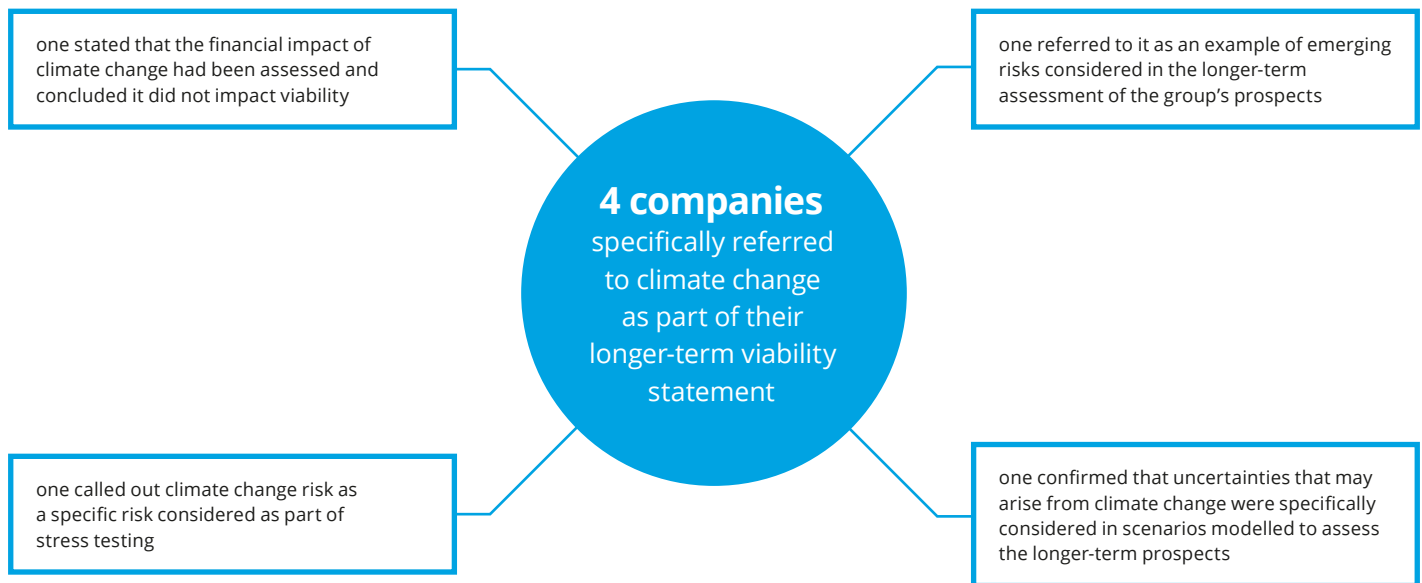 one stated that the financial impact of
climate change had been assessed and
concluded it did not impact viability
one referred to it as an example of emerging
risks considered in the longer-term
assessment of the group’s prospects
4 companies
specifically referred
to climate change
as part of their
longer-term viability
statement
one called out climate change risk as
a specific risk considered as part of
stress testing
one confirmed that uncertainties that may
arise from climate change were specifically
considered in scenarios modelled to assess
the longer-term prospects